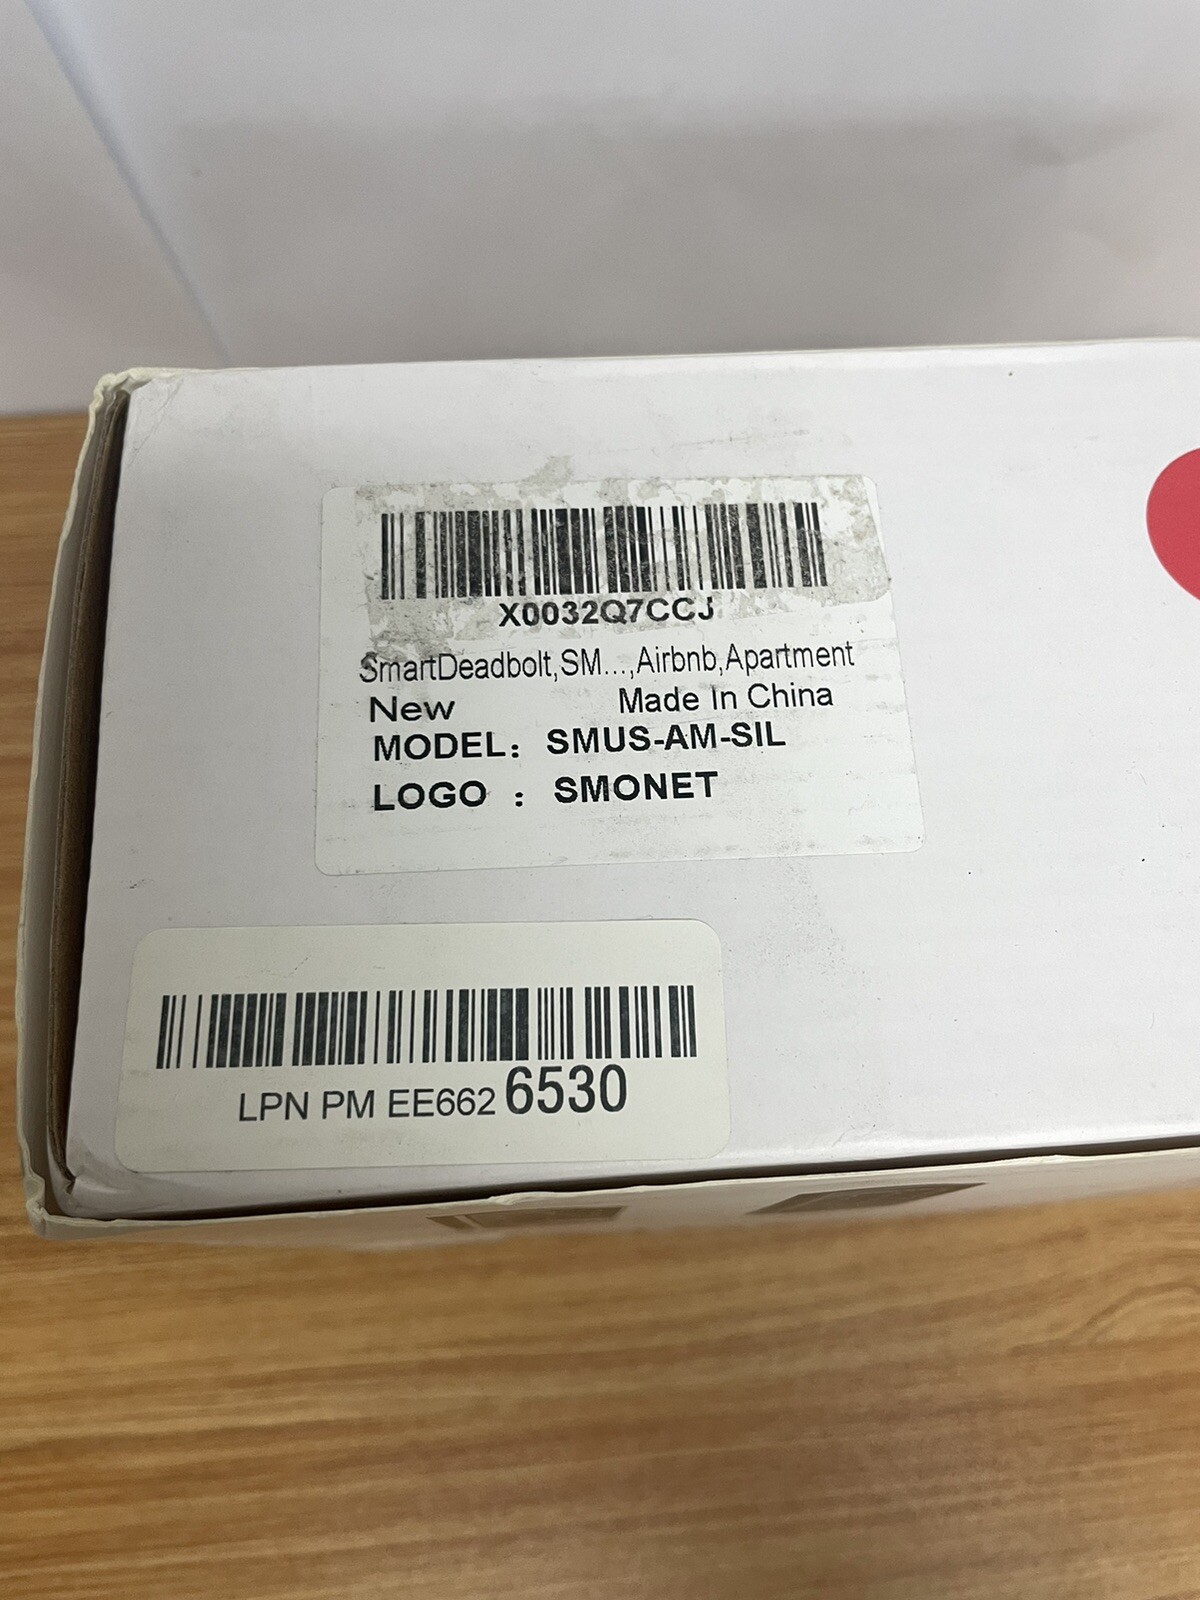 X0032Q7CCJ
SmartDeadbolt,SM...,Airbnb,Apartment
New Made In China
MODEL: SMUS-AM-SIL
LOGO : SMONET
LPN PM EE662 6530